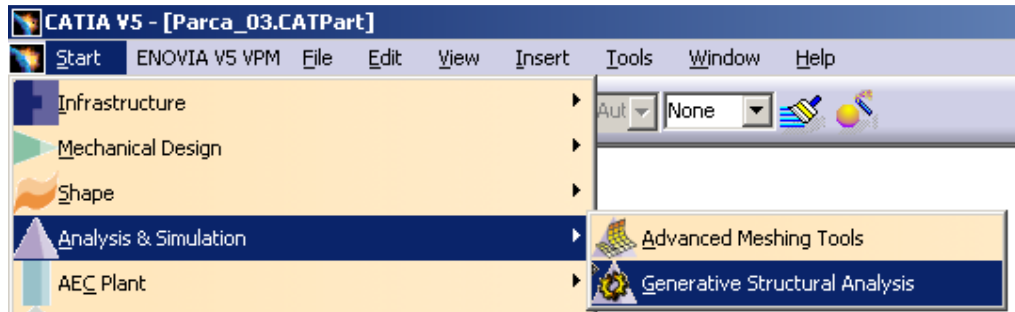 CATIA V5 - [Parca_03.CATPart]
Start ENOVIA V5 VPM File Edit View Insert Tools Window Help
Infrastructure
Aut None
Mechanical Design
Shape
Analysis & Simulation
Advanced Meshing Tools
AEC Plant
Generative Structural Analysis